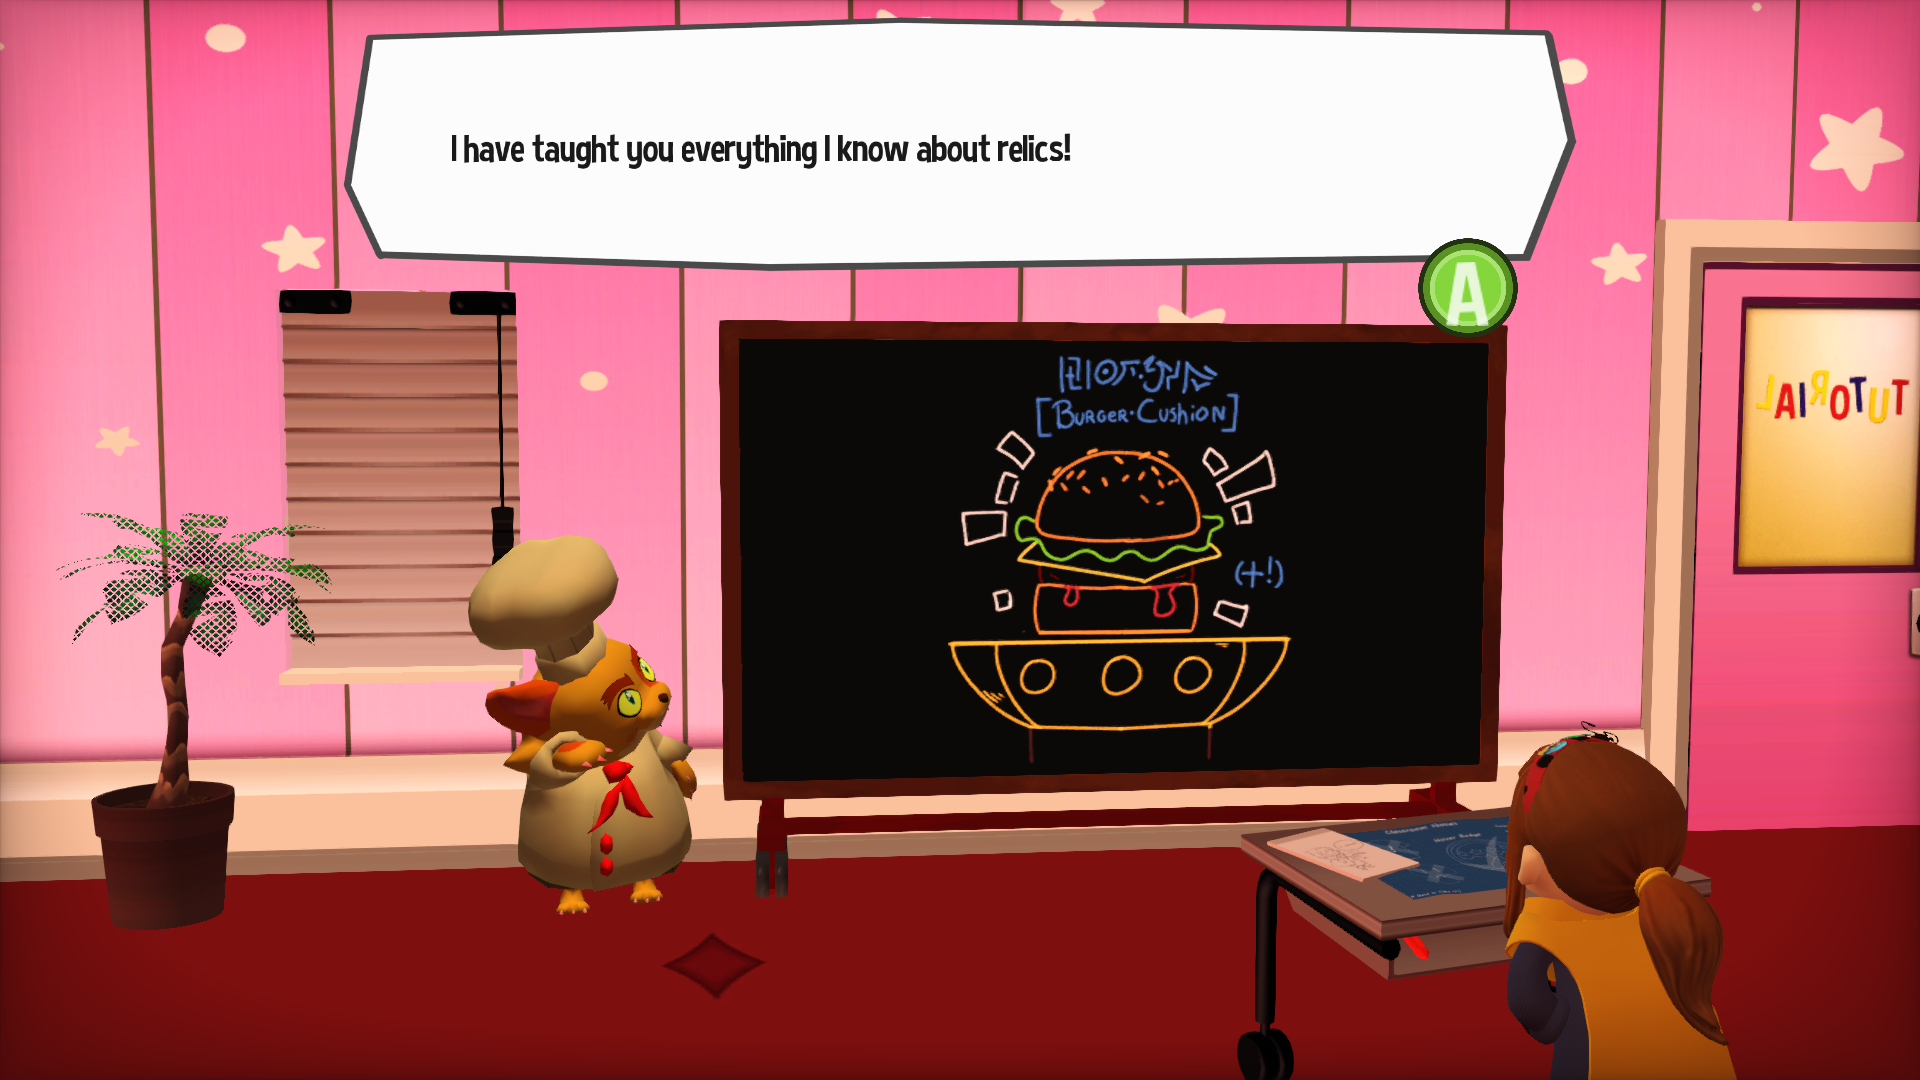 I have taught you everything I know about relics!
A
[BURGER·CUSHION]
(+!)
TUTORIAL